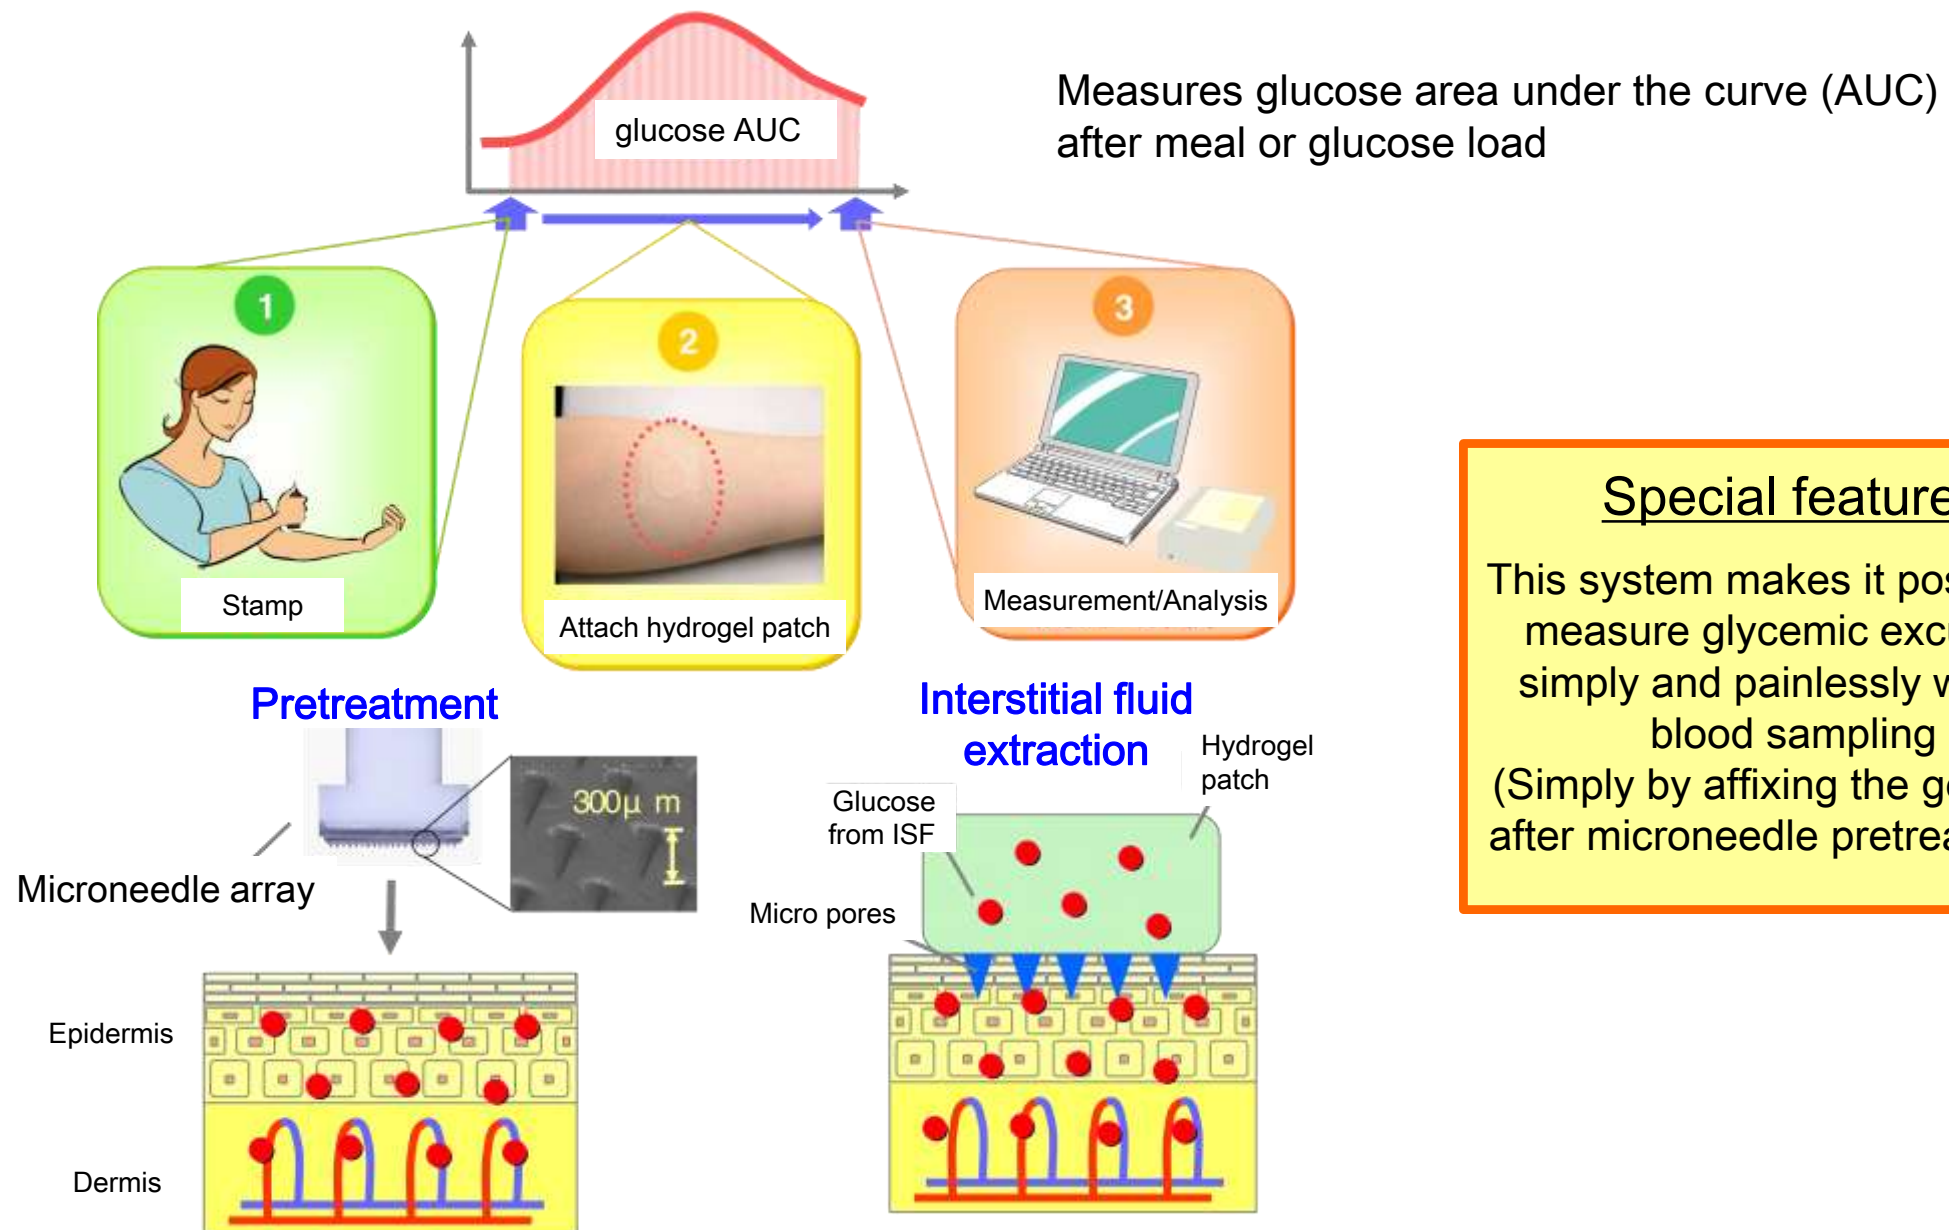 Measures glucose area under the curve (AUC)
after meal or glucose load
glucose AUC
1
Stamp
2
Attach hydrogel patch
3
Measurement/Analysis
Special feature
This system makes it
measure glycemic
simply and painlessly
blood sampling
(Simply by affixing the
after microneedle
Pretreatment
300μ m
Microneedle array
Epidermis
Dermis
Interstitial fluid
extraction
Hydrogel
patch
Glucose
from ISF
Micro pores